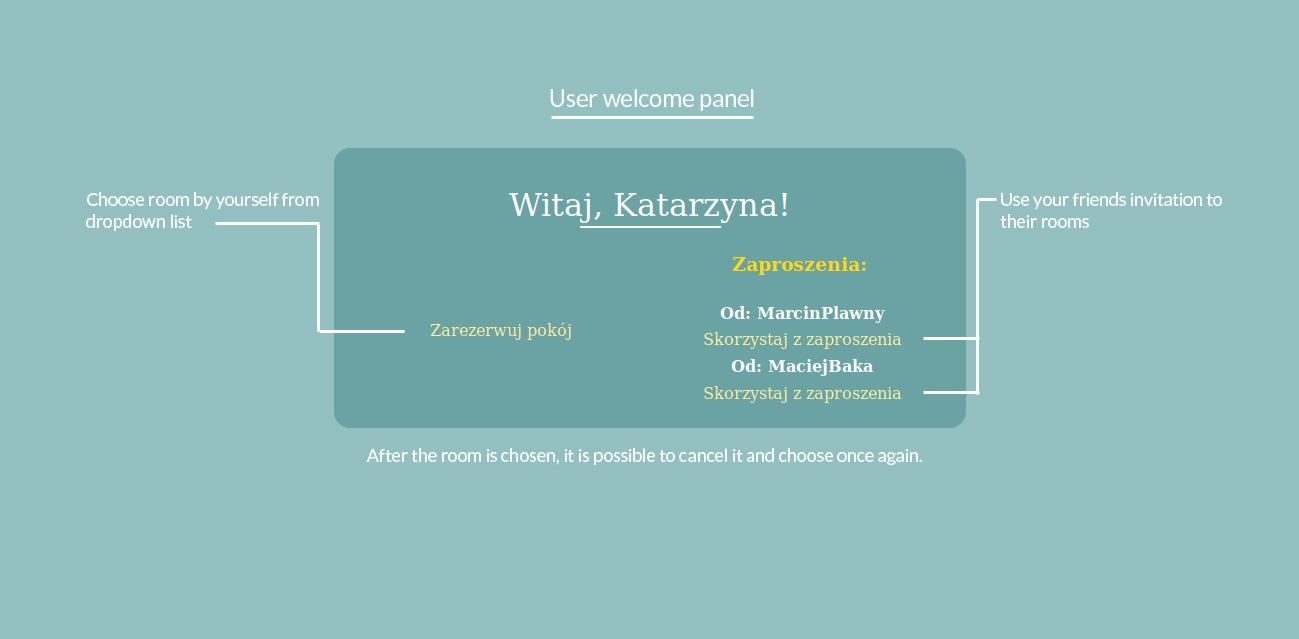 User welcome panel
Choose room by yourself from
dropdown list
Witaj, Katarzyna!
Zarezerwuj pokój
Zaproszenia:
Od: MarcinPlawny
Skorzystaj z zaproszenia
Od: MaciejBaka
Skorzystaj z zaproszenia
Use your friends invitation to
their rooms
After the room is chosen, it is possible to cancel it and choose once again.